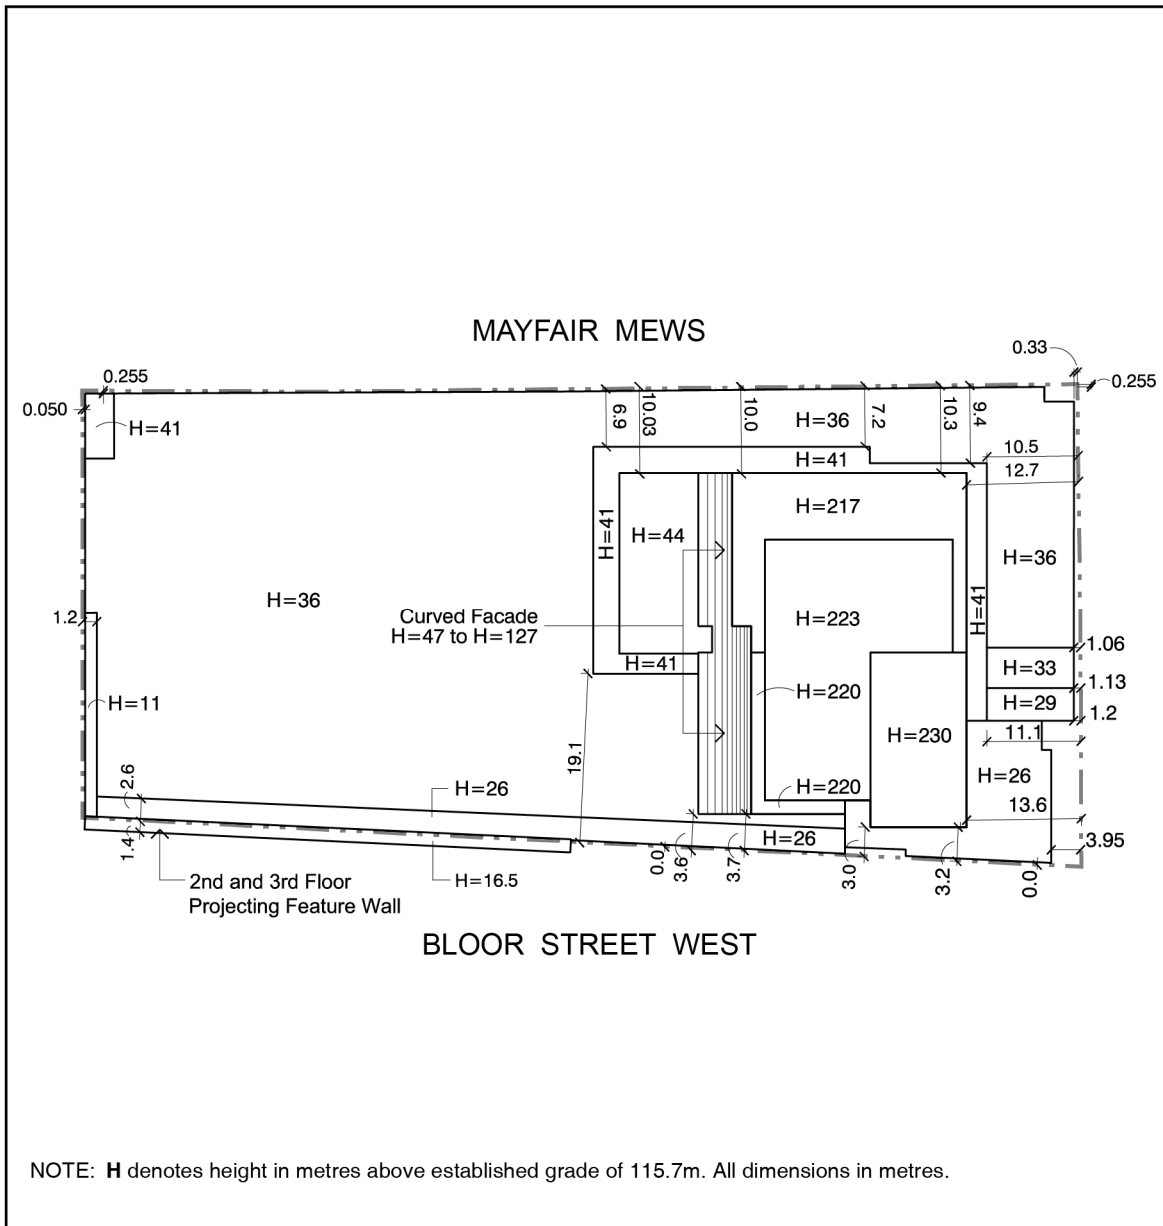 MAYFAIR MEWS
0.33
0.255
0.255
0.050
H=41
6.9
10.03
10.0
7.2
10.3
9.4
H=36
H=41
10.5
12.7
H=217
H=44
H=41
H=36
H=36
Curved Facade
H=47 to H=127
H=223
H=41
1.2
H=41
1.06
H=33
1.13
H=11
H=220
H=29
1.2
H=230
11.1
19.1
H=26
2.6
H=26
H=220
13.6
1.4
H=26
3.95
0.0
3.6
3.7
3.0
3.2
0.0
2nd and 3rd Floor
Projecting Feature Wall
H=16.5
BLOOR STREET WEST
NOTE: H denotes height in metres above established grade of 115.7m. All dimensions in metres.